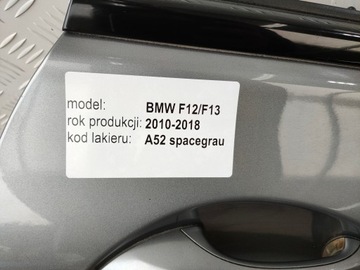 model: BMW F12/F13
rok produkcji: 2010-2018
kod lakieru: A52 spacegrau